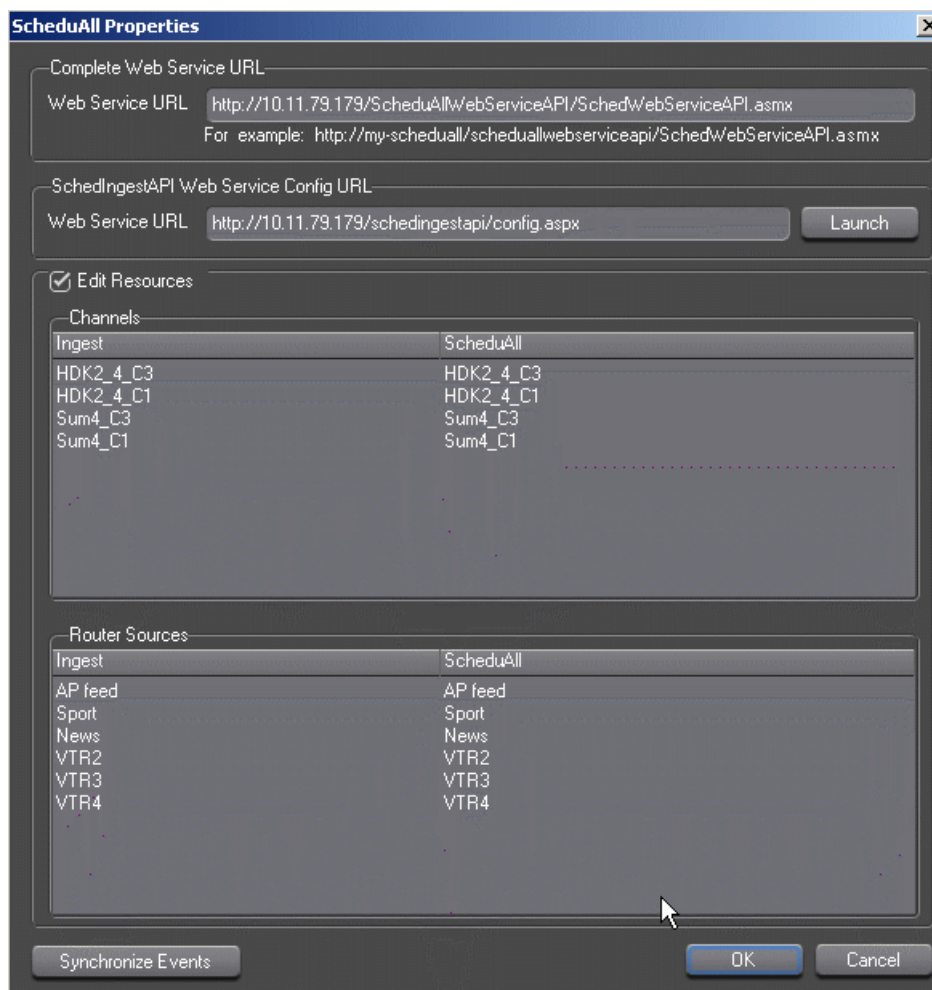 ScheduAll Properties
Complete Web Service URL
Web Service URL http://10.11.79.179/ScheduAllWebServiceAPI/SchedWebServiceAPI.asmx
For example: http://my-scheduall/scheduallwebserviceapi/SchedWebServiceAPI.asmx
SchedIngestAPI Web Service Config URL
Web Service URL http://10.11.79.179/schedingestapi/config.aspx Launch
Edit Resources
Channels
Ingest ScheduAll
HDK2_4_C3 HDK2_4_C3
HDK2_4_C1 HDK2_4_C1
Sum4_C3 Sum4_C3
Sum4_C1 Sum4_C1
Router Sources
Ingest ScheduAll
AP feed AP feed
Sport Sport
News News
VTR2 VTR2
VTR3 VTR3
VTR4 VTR4
Synchronize Events OK Cancel